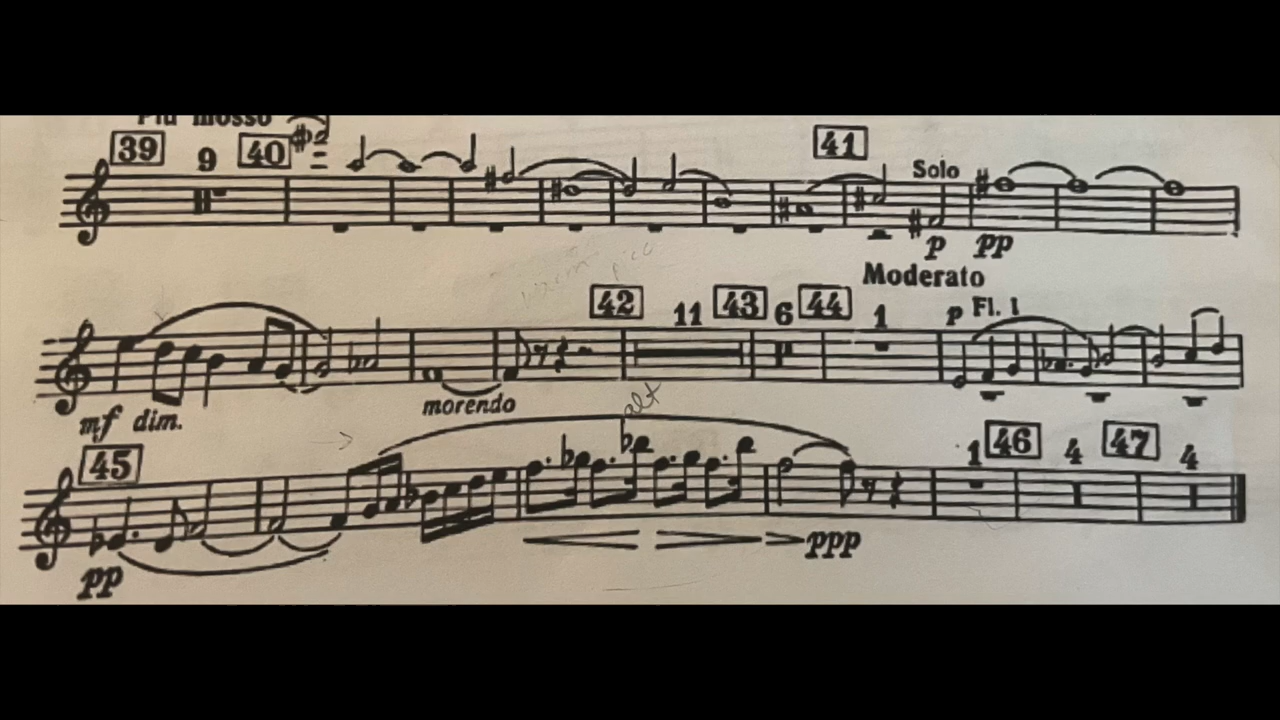 Più mosso
39 9 40 41 Solo
p pp
Moderato
42 11 43 6 44 1 p Fl. I
mf dim. morendo
alt
45 1 46 4 47 4
pp ppp